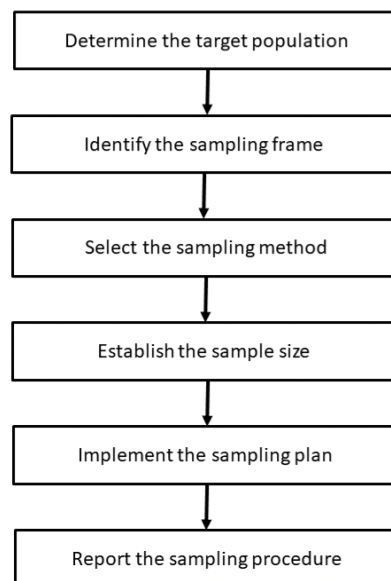 Determine the target population
Identify the sampling frame
Select the sampling method
Establish the sample size
Implement the sampling plan
Report the sampling procedure